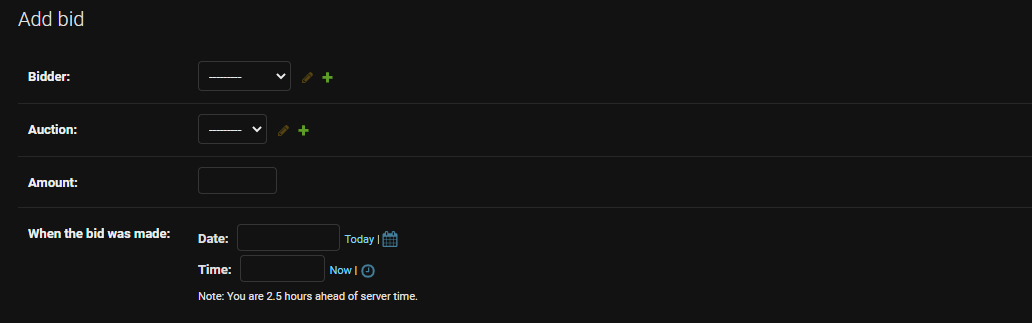 Add bid
Bidder: ---------
Auction: ---------
Amount:
When the bid was made: Date: Today |
Time: Now |
Note: You are 2.5 hours ahead of server time.